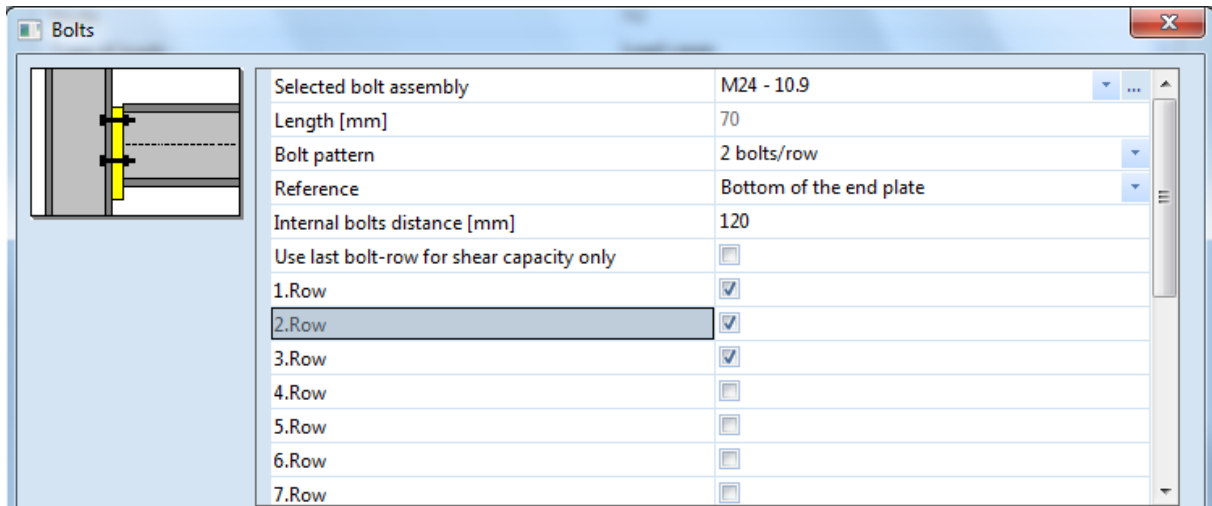 Bolts
Selected bolt assembly M24 - 10.9 ...
Length [mm] 70
Bolt pattern 2 bolts/row
Reference Bottom of the end plate
Internal bolts distance [mm] 120
Use last bolt-row for shear capacity only
1.Row
2.Row
3.Row
4.Row
5.Row
6.Row
7.Row